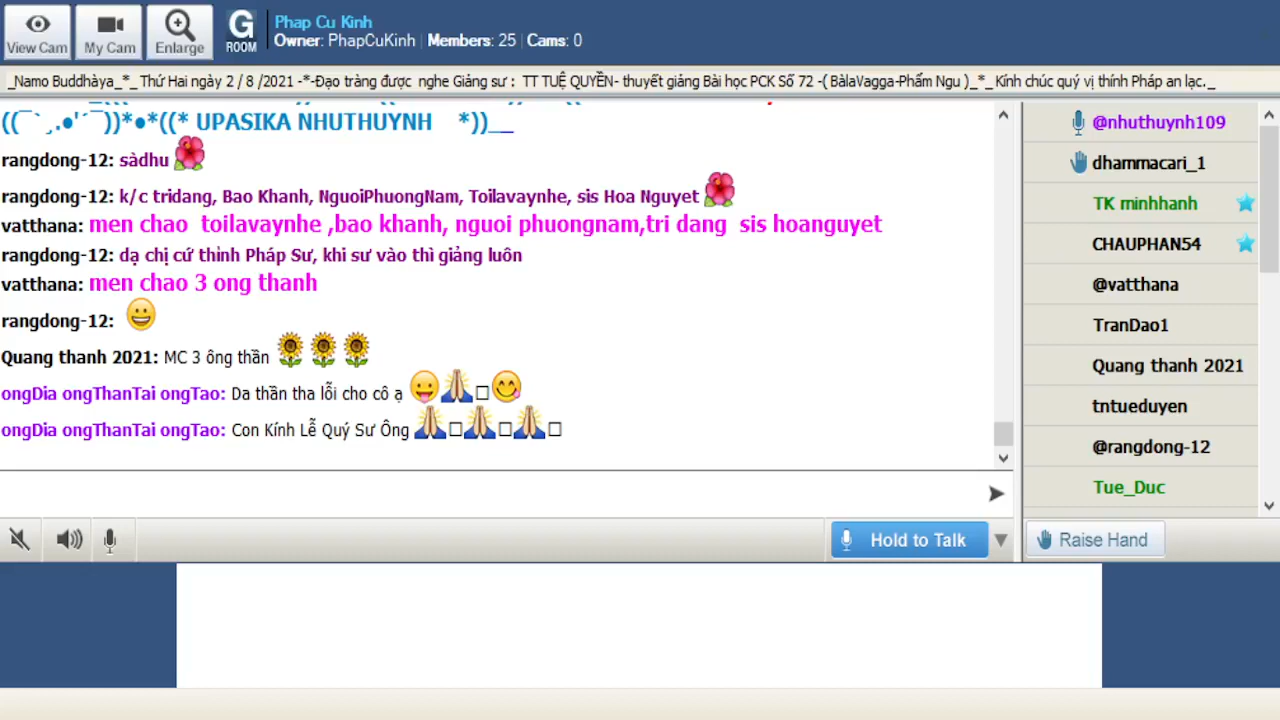 View Cam
My Cam
Enlarge
G
ROOM
Phap Cu Kinh
Owner: PhapCuKinh | Members: 25 | Cams: 0
_Namo Buddhàya_*_ Thứ Hai ngày 2 / 8 /2021 -*-Đạo tràng được nghe Giảng sư : TT TUỆ QUYỀN- thuyết giảng Bài học PCK Số 72 -( BàlaVagga-Phẩm Ngu )_*_ Kính chúc quý vị thính Pháp an lạc._
((¯`¸.●'´¯))*●*((* UPASIKA NHUTHUYNH *))__
rangdong-12: sàdhu
rangdong-12: k/c tridang, Bao Khanh, NguoiPhuongNam, Toilavaynhe, sis Hoa Nguyet
vatthana: men chao toilavaynhe ,bao khanh, nguoi phuongnam,tri dang sis hoanguyet
rangdong-12: dạ chị cứ thỉnh Pháp Sư, khi sư vào thì giảng luôn
vatthana: men chao 3 ong thanh
rangdong-12: 😀
Quang thanh 2021: MC 3 ông thần 🌻🌻🌻
ongDia ongThanTai ongTao: Da thần tha lỗi cho cô ạ
ongDia ongThanTai ongTao: Con Kính Lễ Quý Sư Ông
@nhuthuynh109
dhammacari_1
TK minhhanh
CHAUPHAN54
@vatthana
TranDao1
Quang thanh 2021
tntueduyen
@rangdong-12
Tue_Duc
Hold to Talk
Raise Hand